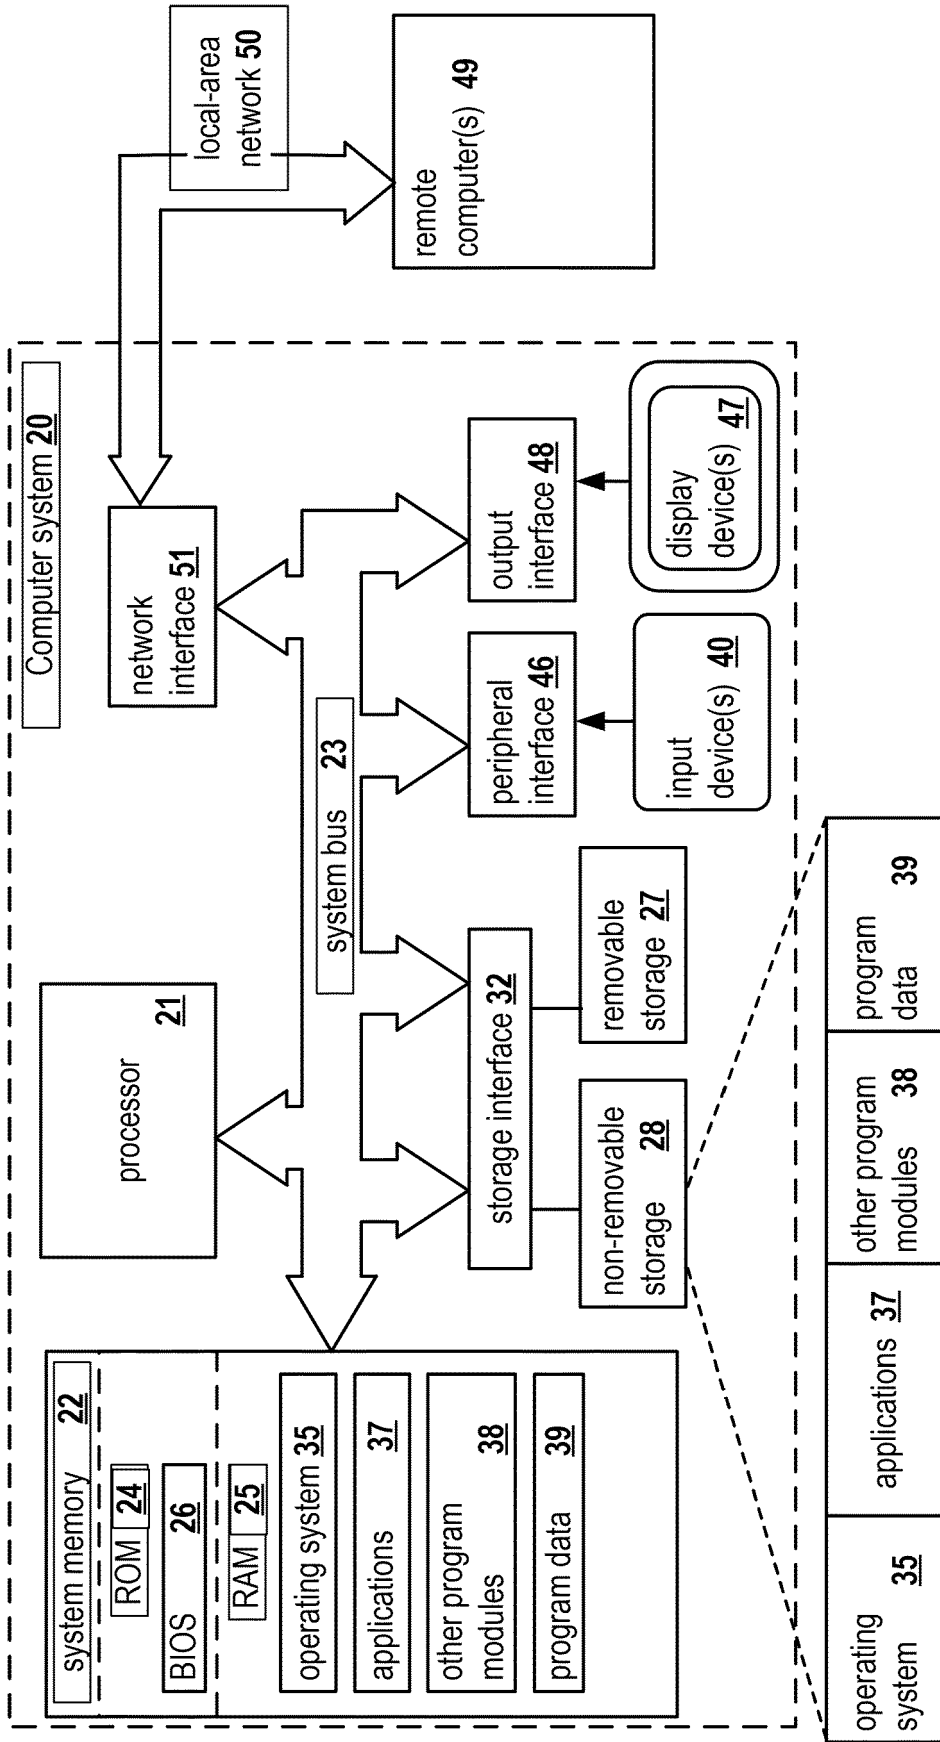 Computer system 20
system memory 22
ROM 24
BIOS 26
RAM 25
operating system 35
applications
37
other program
modules 38
program data 39
processor
21
network
interface 51
local-area
network 50
remote
computer(s) 49
system bus 23
storage interface 32
peripheral
interface 46
output
interface 48
non-removable
storage 28
removable
storage 27
input
device(s) 40
display
device(s) 47
operating
system 35
applications 37
other program
modules 38
program
data 39